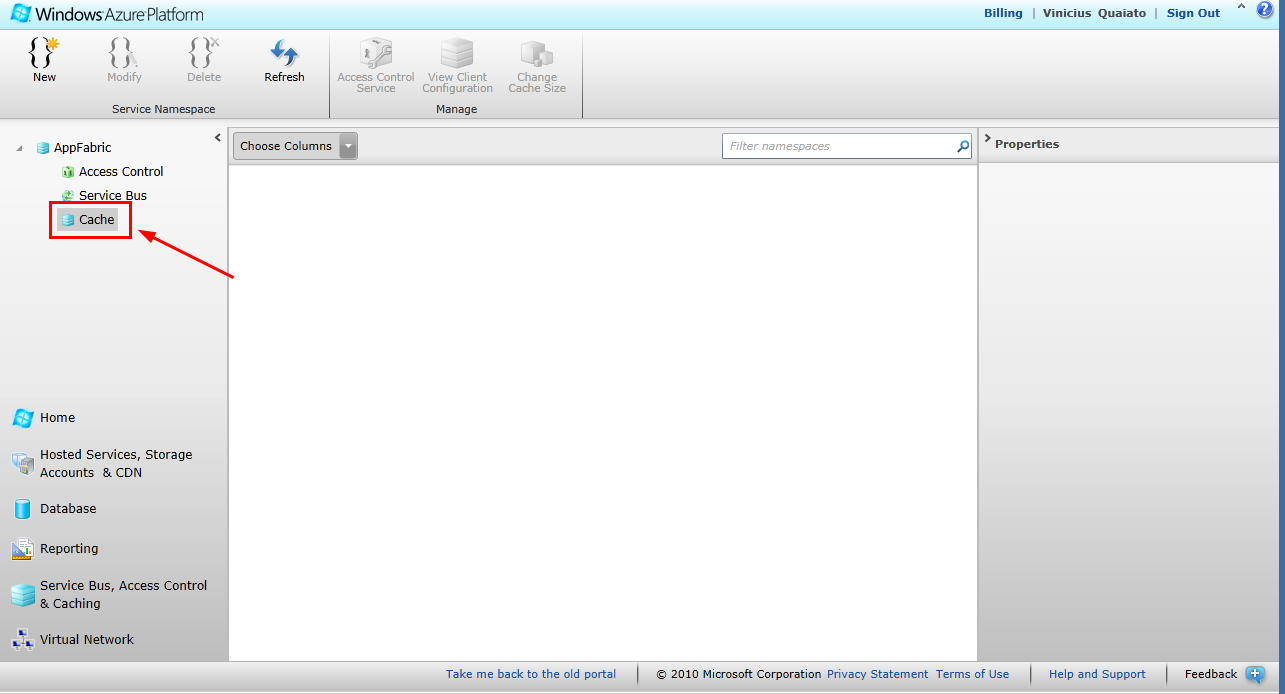 Windows Azure Platform
Billing | Vinicius Quaiato | Sign Out
New
Modify
Delete
Refresh
Service Namespace
Access Control
Service
View Client
Configuration
Change
Cache Size
Manage
AppFabric
Access Control
Service Bus
Cache
Choose Columns
Filter namespaces
Properties
Home
Hosted Services, Storage
Accounts & CDN
Database
Reporting
Service Bus, Access Control
& Caching
Virtual Network
Take me back to the old portal
© 2010 Microsoft Corporation Privacy Statement Terms of Use
Help and Support
Feedback